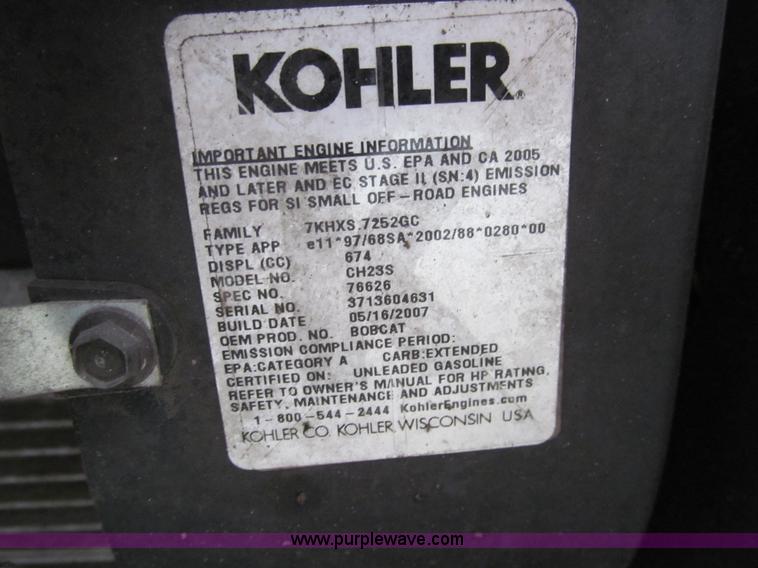 KOHLER®
IMPORTANT ENGINE INFORMATION
THIS ENGINE MEETS U.S. EPA AND CA 2005
AND LATER AND EC STAGE II, (SN:4) EMISSION
REGS FOR SI SMALL OFF-ROAD ENGINES
FAMILY 7KHXS.7252GC
TYPE APP e11*97/68SA*2002/88*0280*00
DISPL (CC) 674
MODEL NO. CH23S
SPEC NO. 76626
SERIAL NO. 3713604631
BUILD DATE 05/16/2007
OEM PROD. NO. BOBCAT
EMISSION COMPLIANCE PERIOD:
EPA:CATEGORY A CARB:EXTENDED
CERTIFIED ON: UNLEADED GASOLINE
REFER TO OWNER'S MANUAL FOR HP RATING,
SAFETY, MAINTENANCE AND ADJUSTMENTS
1-800-544-2444 KohlerEngines.com
KOHLER CO. KOHLER, WISCONSIN USA
www.purplewave.com